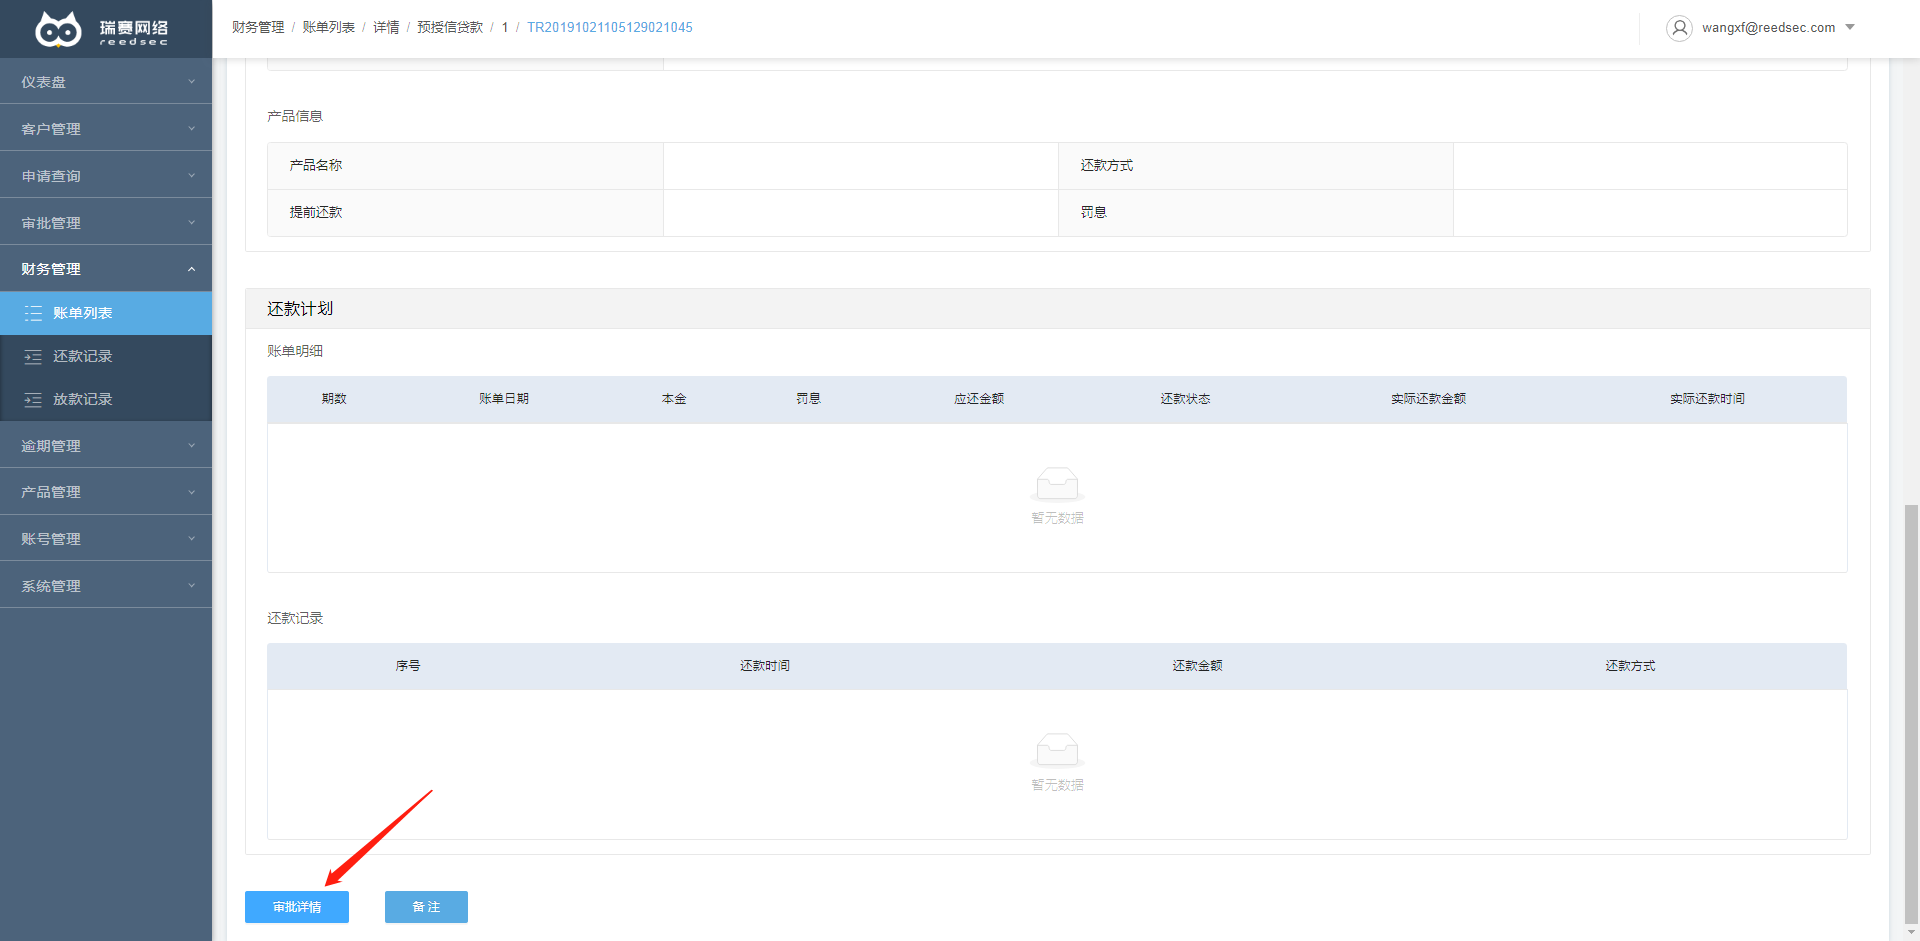 瑞赛网络
reedsec
财务管理 / 账单列表 / 详情 / 预授信贷款 / 1 / TR20191021105129021045
wangxf@reedsec.com
仪表盘
客户管理
申请查询
审批管理
财务管理
账单列表
还款记录
放款记录
逾期管理
产品管理
账号管理
系统管理
产品信息
产品名称 还款方式
提前还款 罚息
还款计划
账单明细
期数 账单日期 本金 罚息 应还金额 还款状态 实际还款金额 实际还款时间
暂无数据
还款记录
序号 还款时间 还款金额 还款方式
暂无数据
审批详情 备 注